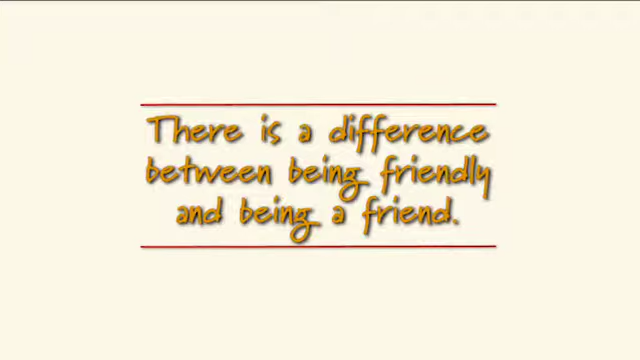 There is a difference
between being friendly
and being a friend.